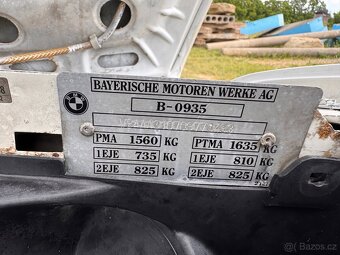 BAYERISCHE MOTOREN WERKE AG
B-0935
PMA 1560 KG PTMA 1635 KG
1EJE 735 KG 1EJE 810 KG
2EJE 825 KG 2EJE 825 KG
Bazoš.cz